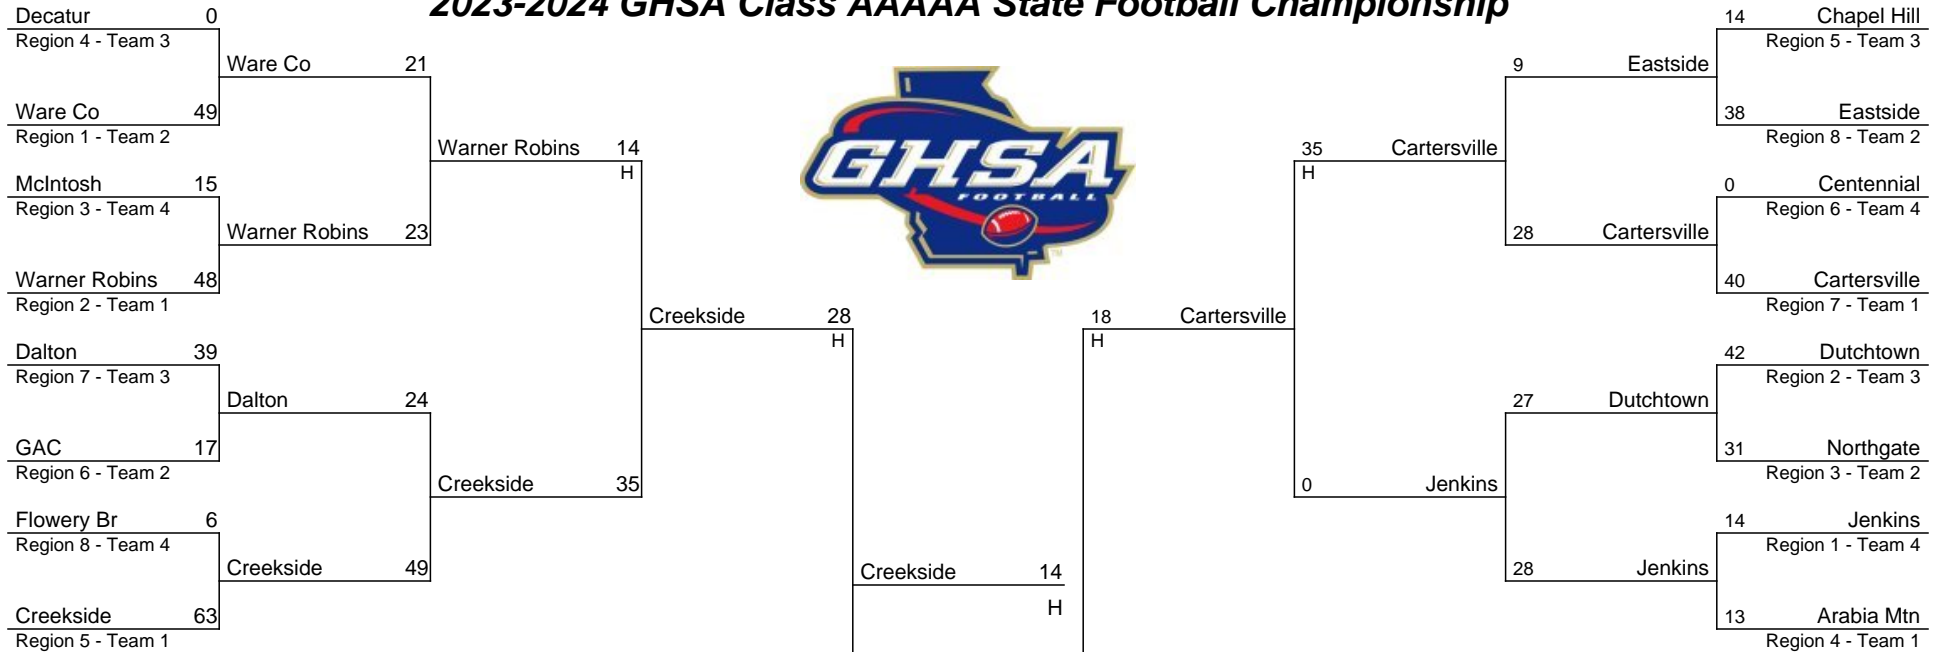 2023-2024 GHSA Class AAAAA State Football Championship
Decatur 0
Region 4 - Team 3
Ware Co 21
Ware Co 49
Region 1 - Team 2
Warner Robins 14
H
McIntosh 15
Region 3 - Team 4
Warner Robins 23
Warner Robins 48
Region 2 - Team 1
Creekside 28
H
Dalton 39
Region 7 - Team 3
Dalton 24
GAC 17
Region 6 - Team 2
Creekside 35
Flowery Br 6
Region 8 - Team 4
Creekside 49
Creekside 63
Region 5 - Team 1
Creekside 14
H
GHSA
FOOTBALL
TM
14 Chapel Hill
Region 5 - Team 3
9 Eastside
38 Eastside
Region 8 - Team 2
35 Cartersville
H
0 Centennial
Region 6 - Team 4
28 Cartersville
40 Cartersville
Region 7 - Team 1
18 Cartersville
H
42 Dutchtown
Region 2 - Team 3
27 Dutchtown
31 Northgate
Region 3 - Team 2
0 Jenkins
14 Jenkins
Region 1 - Team 4
28 Jenkins
13 Arabia Mtn
Region 4 - Team 1